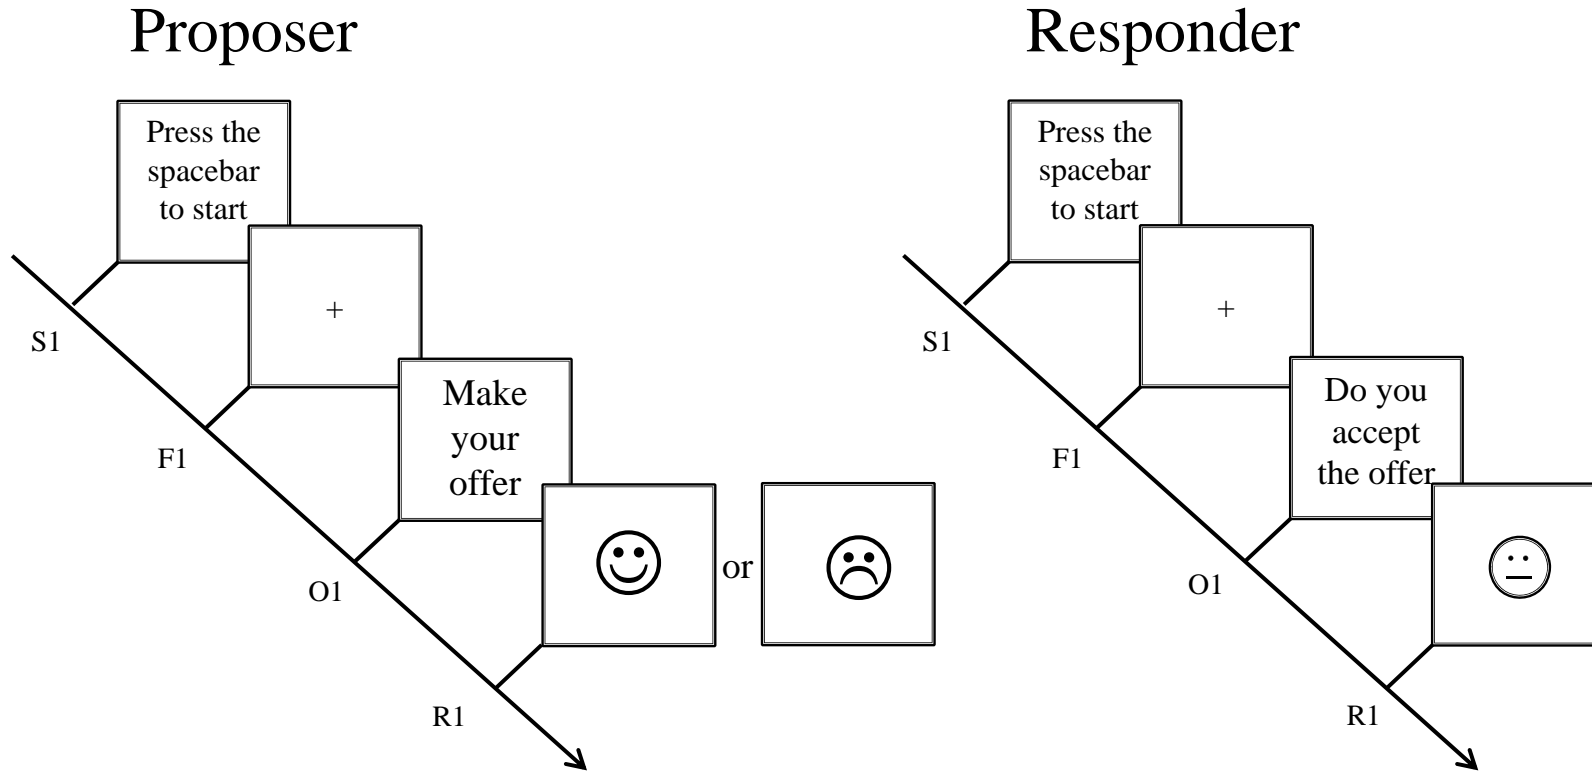 Proposer
Press the
spacebar
to start
+
Make
your
offer
or
S1
F1
O1
R1
Responder
Press the
spacebar
to start
+
Do you
accept
the offer
S1
F1
O1
R1